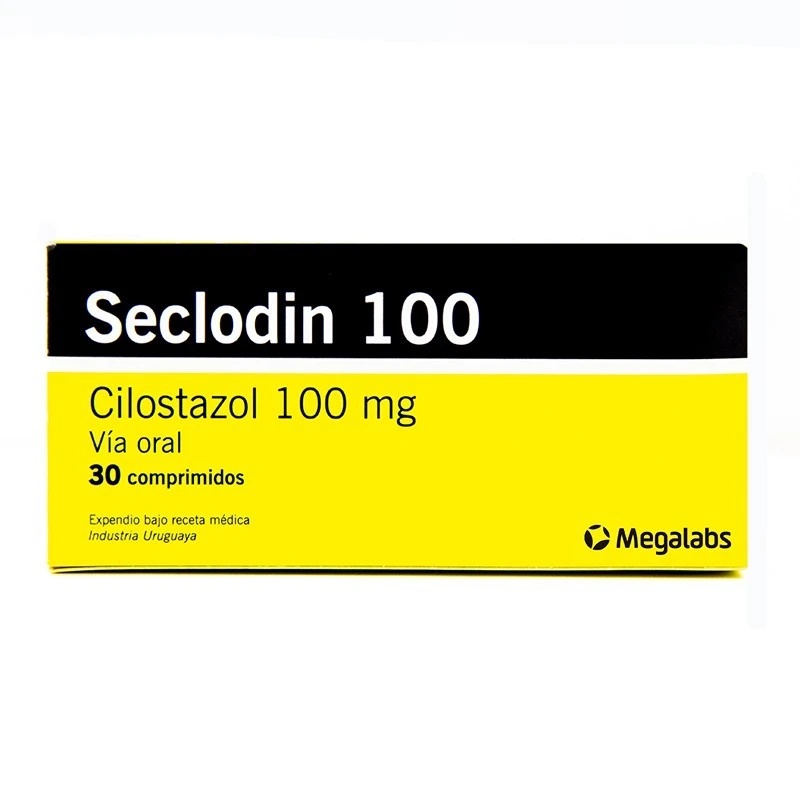 Seclodin 100
Cilostazol 100 mg
Vía oral
30 comprimidos
Expendio bajo receta médica
Industria Uruguaya
Megalabs